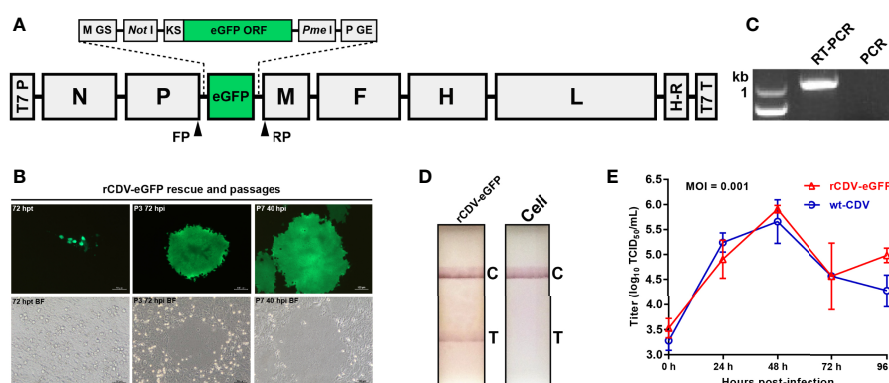 A
M GS
Not I
KS
eGFP ORF
Pme I
P GE
T7 P
N
P
eGFP
M
F
H
L
H-R
T7 T
FP
RP
B
rCDV-eGFP rescue and passages
72 hpt
P3 72 hpi
P7 40 hpi
72 hpt BF
P3 72 hpi BF
P7 40 hpi BF
C
RT-PCR
PCR
kb
1
D
rCDV-eGFP
Cell
C
T
C
T
E
MOI = 0.001
rCDV-eGFP
wt-CDV
Titer (log10 TCID50/mL)
6.5
6.0
5.5
5.0
4.5
4.0
3.5
3.0
0 h
24 h
48 h
72 h
96
Hours post-infection